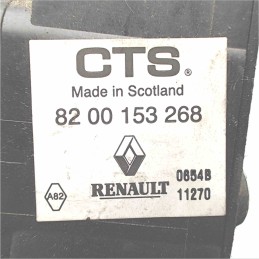 CTS®
Made in Scotland
82 00 153 268
0654B
A82 RENAULT 11270